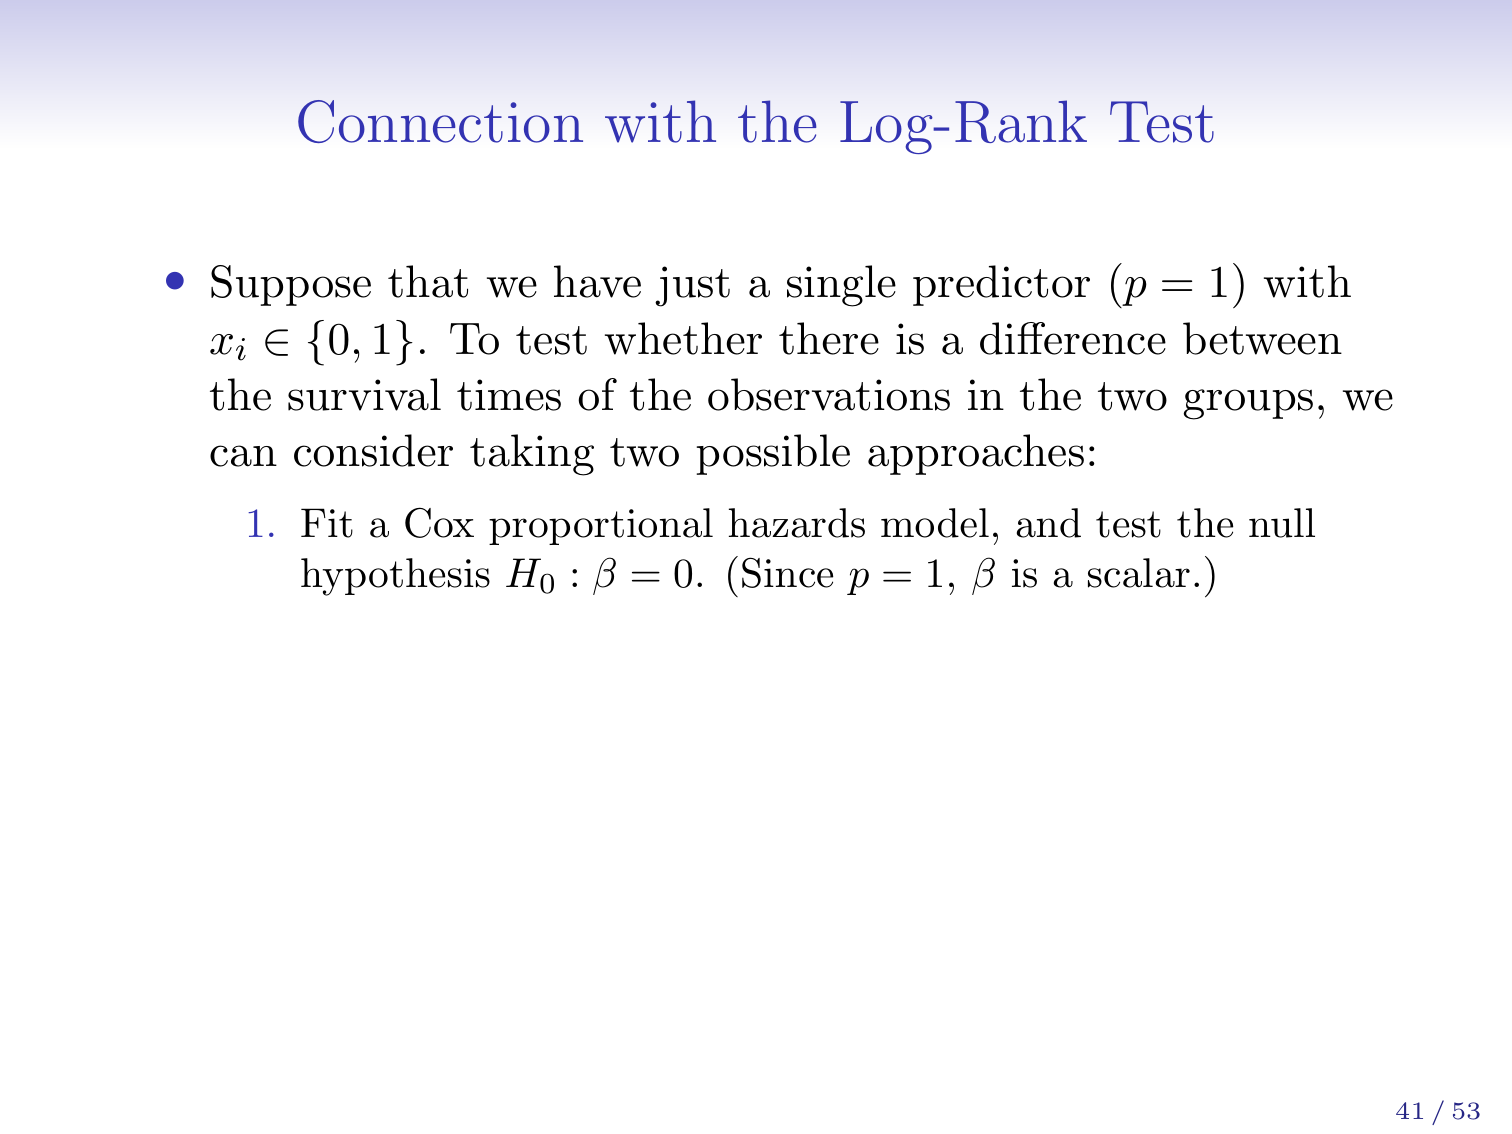 Connection with the Log-Rank Test
• Suppose that we have just a single predictor (p = 1) with
xᵢ ∈ {0, 1}. To test whether there is a difference between
the survival times of the observations in the two groups, we
can consider taking two possible approaches:
1. Fit a Cox proportional hazards model, and test the null
hypothesis H₀ : β = 0. (Since p = 1, β is a scalar.)
41 / 53